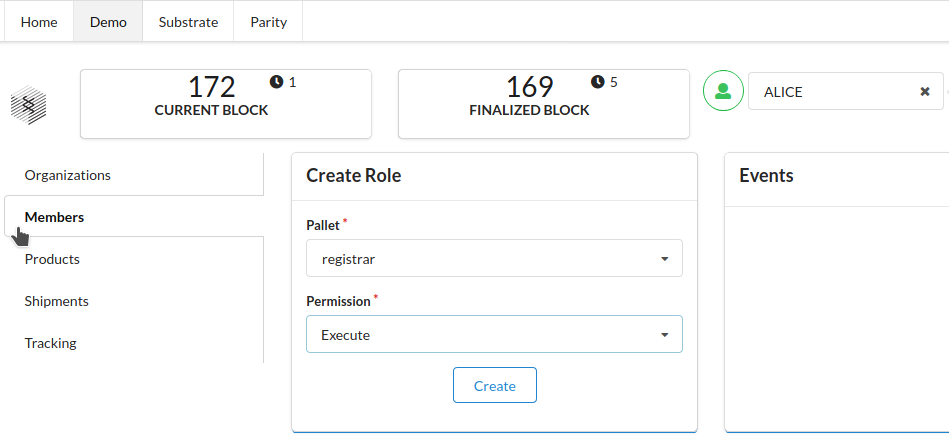 Home Demo Substrate Parity
172 1
CURRENT BLOCK
169 5
FINALIZED BLOCK
ALICE
Organizations
Members
Products
Shipments
Tracking
Create Role
Pallet *
registrar
Permission *
Execute
Create
Events